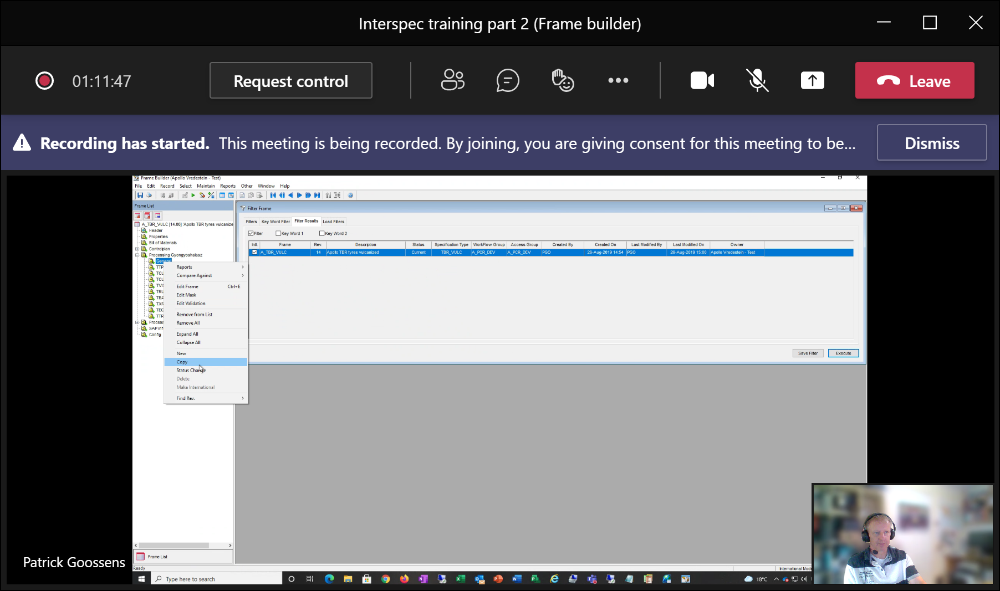 Interspec training part 2 (Frame builder)
01:11:47
Request control
Leave
Recording has started. This meeting is being recorded. By joining, you are giving consent for this meeting to be...
Dismiss
Frame Builder (Apollo Vredestein - Test)
File Edit Record Select Maintain Reports Other Window Help
Frame List
Filter Frame
Filters Key Word Filter Filter Results Load Filters
Filter Key Word 1 Key Word 2
Intl. Frame Rev. Description Status Specification Type WorkFlow Group Access Group Created By Created On Last Modified By Last Modified On Owner
A_TBR_VULC 14 Apollo TBR tyres vulcanized Current TBR_VULC A_PCR_DEV A_PCR_DEV PGO 26-Aug-2019 14:54 PGO 26-Aug-2019 15:00 Apollo Vredestein - Test
Save Filter Execute
A_TBR_VULC [14.00] 'Apollo TBR tyres vulcanize
Header
Properties
Bill of Materials
Controlplan
Processing Gyongyoshalasz
General
TTP
TCU
TCU
TVIS
TRU
TBA
TXR
TEG
TTR
Proces
SAP inf
Config
Reports
Compare Against
Edit Frame Ctrl+E
Edit Mask
Edit Validation
Remove from List
Remove All
Expand All
Collapse All
New
Copy
Status Change
Delete
Make International
Find Rev.
Frame List
Ready
International Mode
Patrick Goossens
Type here to search
18°C